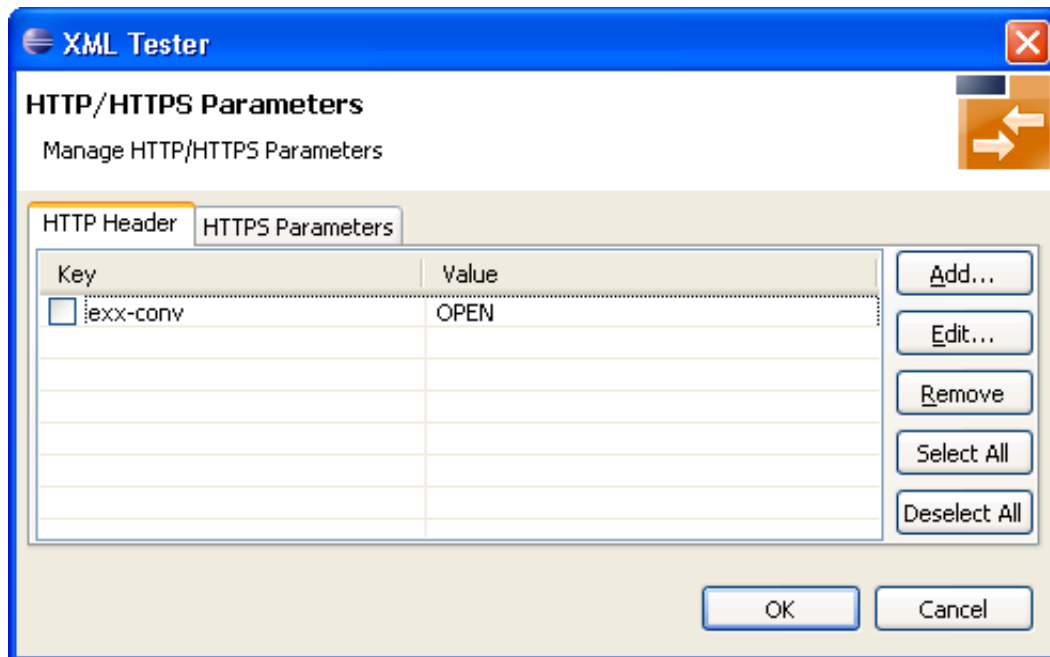 XML Tester
HTTP/HTTPS Parameters
Manage HTTP/HTTPS Parameters
HTTP Header HTTPS Parameters
Key Value Add...
exx-conv OPEN
Edit...
Remove
Select All
Deselect All
OK Cancel